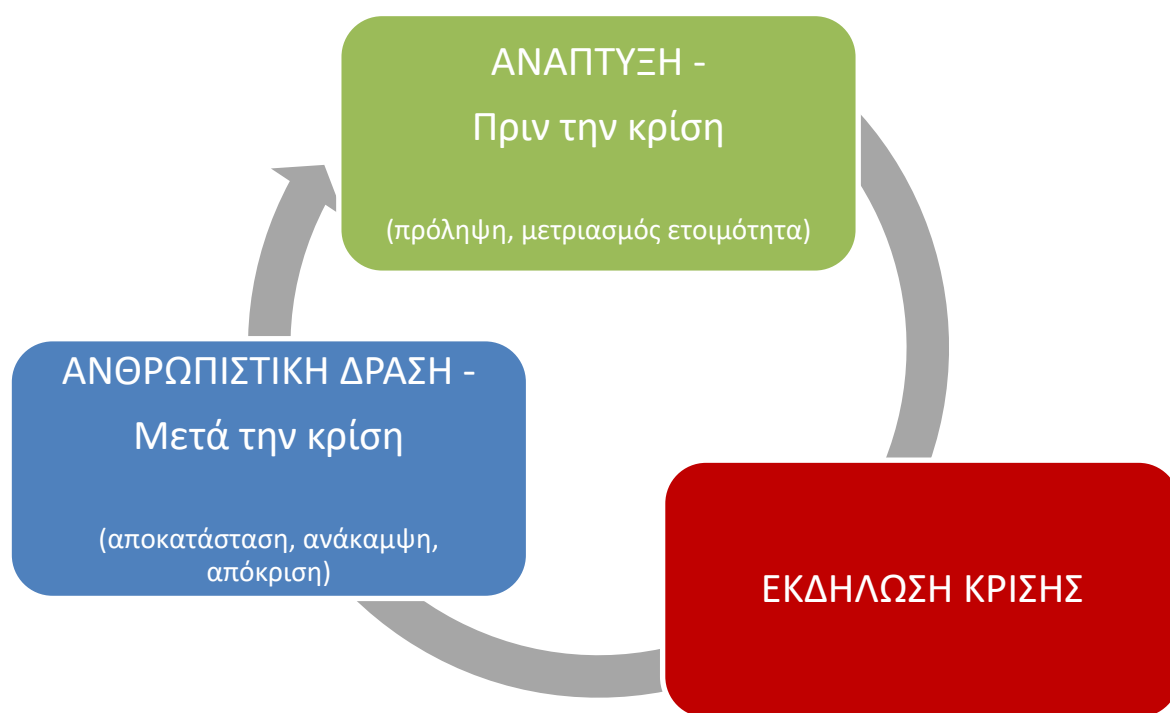 ΑΝΑΠΤΥΞΗ -
Πριν την κρίση
(πρόληψη, μετριασμός ετοιμότητα)
ΑΝΘΡΩΠΙΣΤΙΚΗ ΔΡΑΣΗ -
Μετά την κρίση
(αποκατάσταση, ανάκαμψη,
απόκριση)
ΕΚΔΗΛΩΣΗ ΚΡΙΣΗΣ